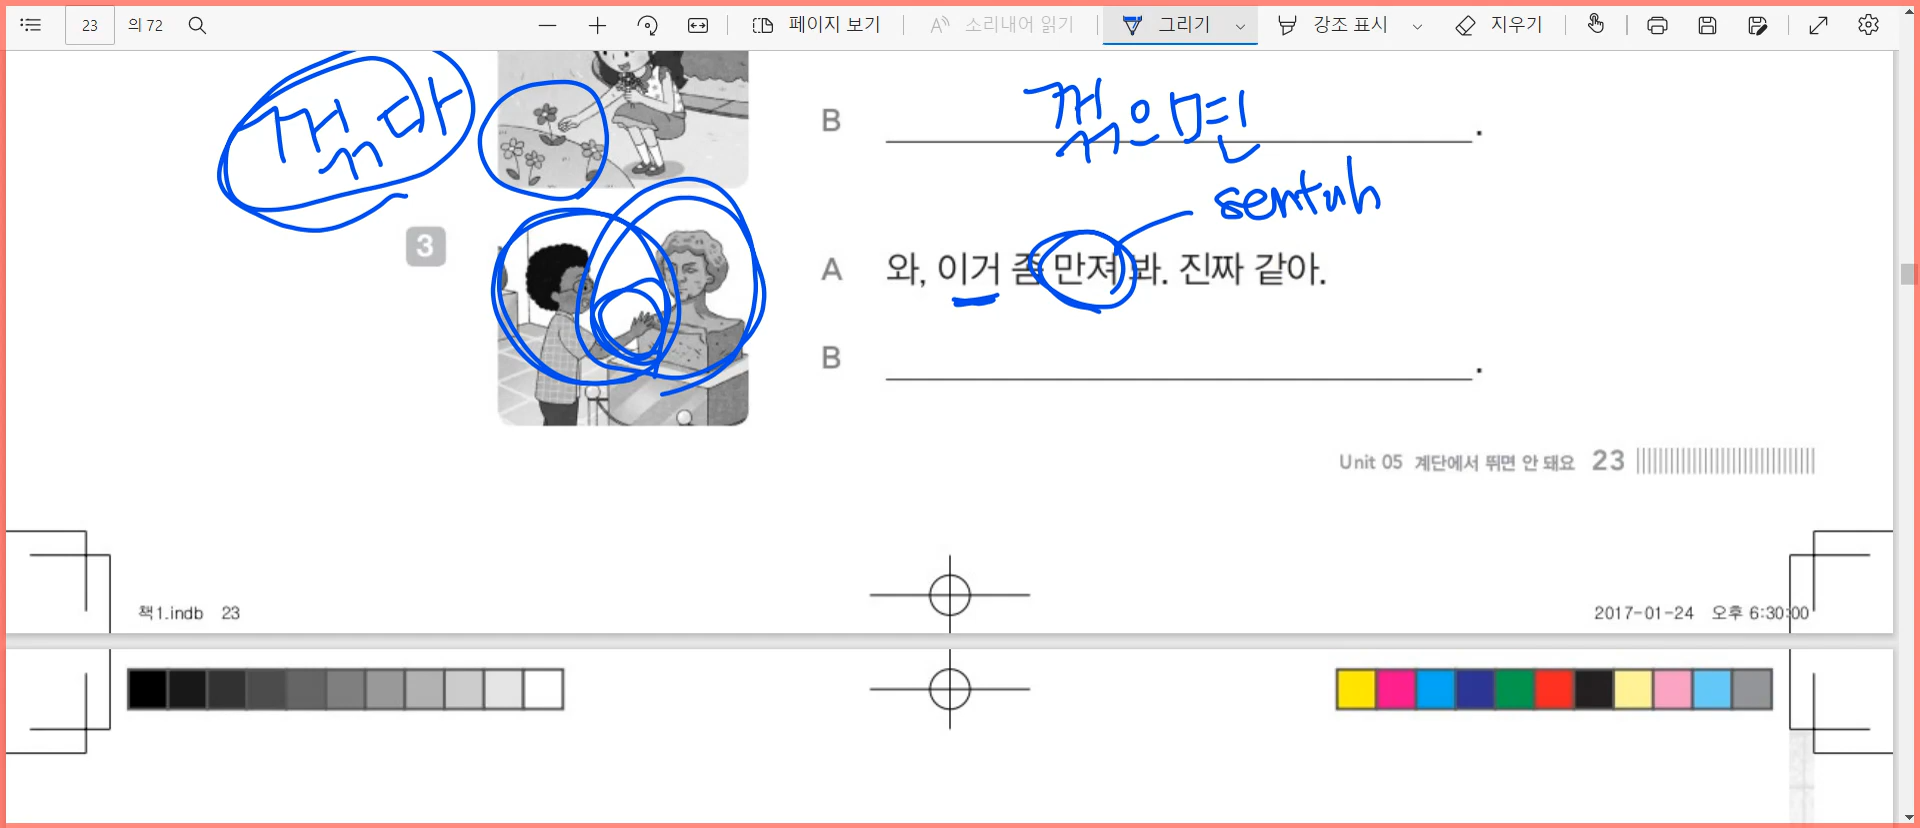 23 의 72 페이지 보기 소리내어 읽기 그리기 강조 표시 지우기
꺾다
B 꺾으면 .
sentuh
3
A 와, 이거 좀 만져 봐. 진짜 같아.
B .
Unit 05 계단에서 뛰면 안 돼요 23
책1.indb 23
2017-01-24 오후 6:30:00